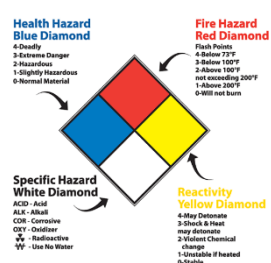 Health Hazard
Blue Diamond
4-Deadly
3-Extreme Danger
2-Hazardous
1-Slightly Hazardous
0-Normal Material
Fire Hazard
Red Diamond
Flash Points
4-Below 73°F
3-Below 100°F
2-Above 100°F
not exceeding 200°F
1-Above 200°F
0-Will not burn
Specific Hazard
White Diamond
ACID - Acid
ALK - Alkali
COR - Corrosive
OXY - Oxidizer
- Radioactive
W - Use No Water
Reactivity
Yellow Diamond
4-May Detonate
3-Shock & Heat
may detonate
2-Violent Chemical
change
1-Unstable if heated
0-Stable